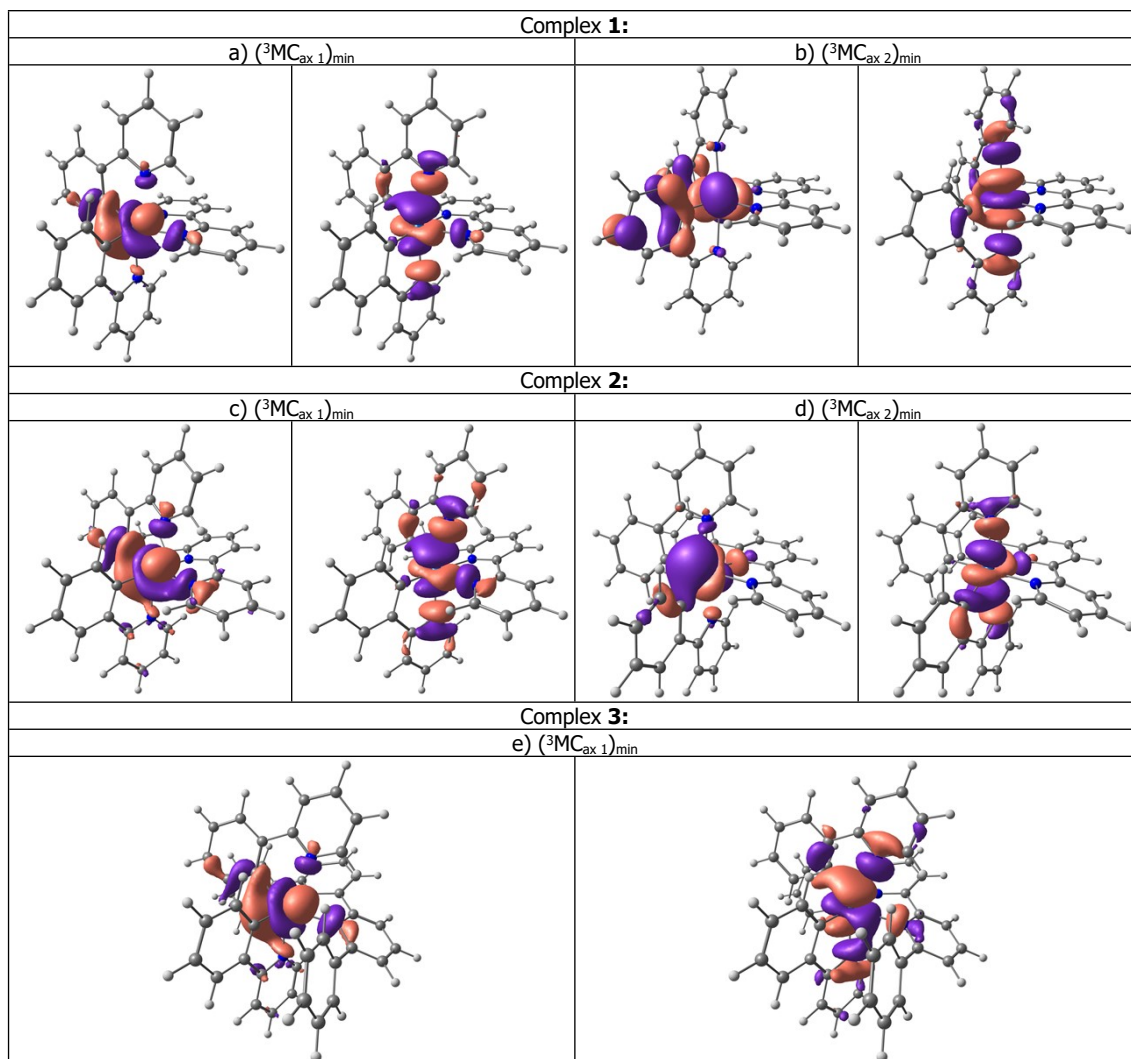 Complex 1:
a) (³MCax 1)min
b) (³MCax 2)min
Complex 2:
c) (³MCax 1)min
d) (³MCax 2)min
Complex 3:
e) (³MCax 1)min